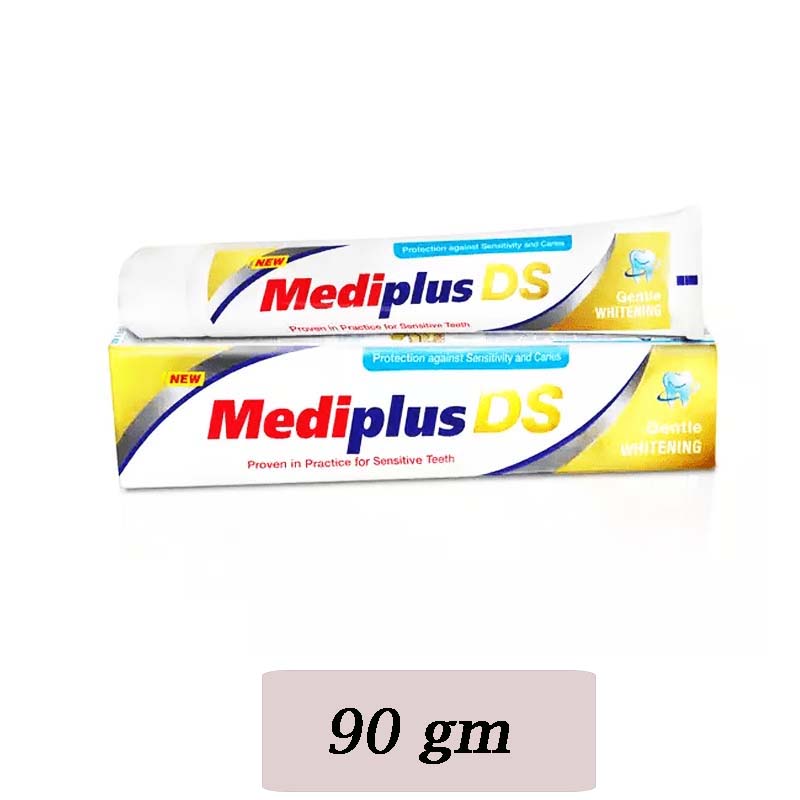 Protection against Sensitivity and Caries
NEW
Mediplus DS
Gentle
WHITENING
Proven in Practice for Sensitive Teeth
Protection against Sensitivity and Caries
NEW
Mediplus DS
Gentle
WHITENING
Proven in Practice for Sensitive Teeth
90 gm